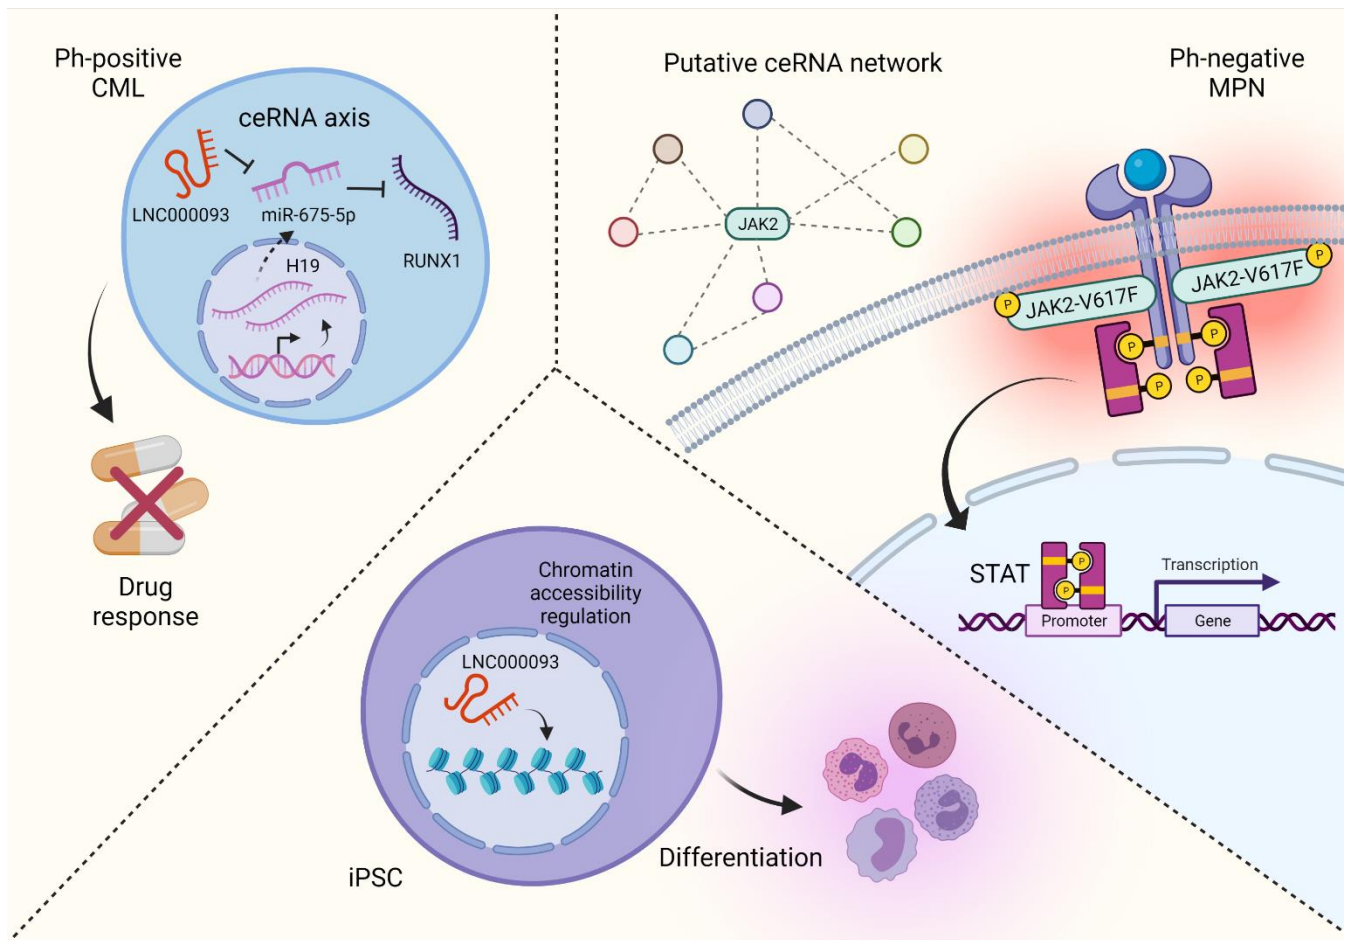 Ph-positive
CML
ceRNA axis
LNC000093
miR-675-5p
RUNX1
H19
Drug
response
Putative ceRNA network
JAK2
Ph-negative
MPN
P
JAK2-V617F
P
JAK2-V617F
P
P
P
P
STAT
P
P
Transcription
Promoter
Gene
Chromatin
accessibility
regulation
LNC000093
iPSC
Differentiation